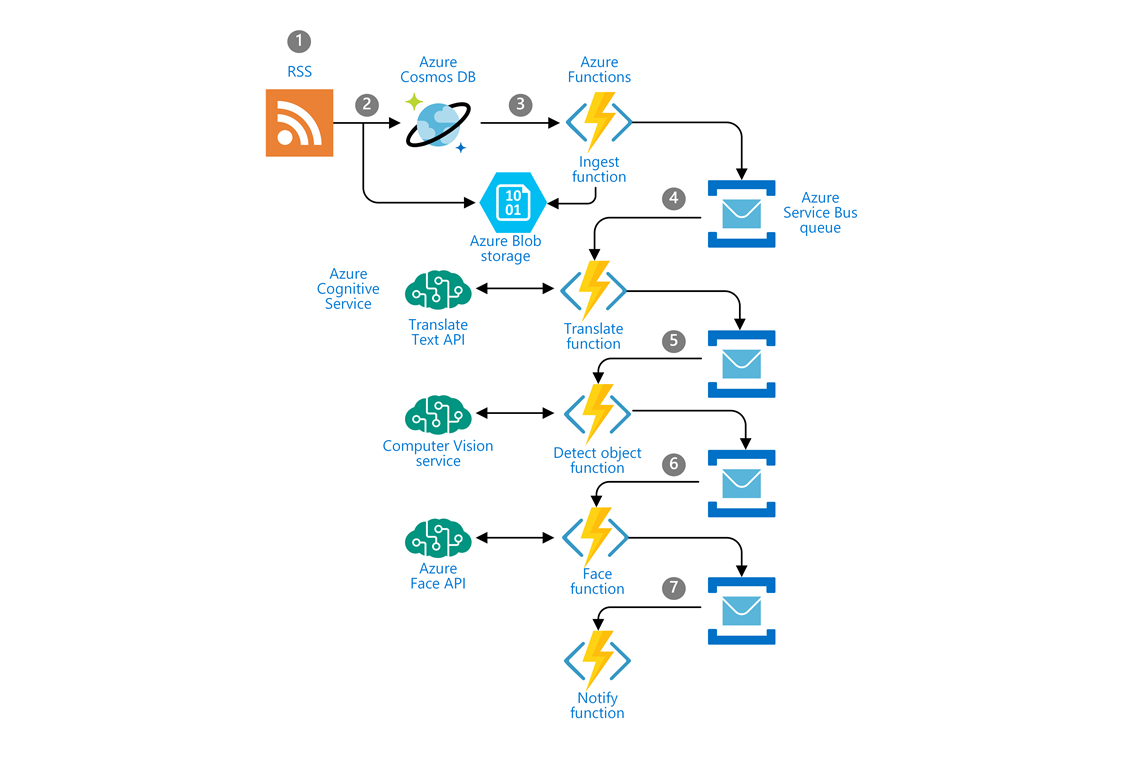 1
RSS
2
Azure
Cosmos DB
3
Azure
Functions
Ingest
function
10
01
Azure Blob
storage
4
Azure
Service Bus
queue
Azure
Cognitive
Service
Translate
Text API
Translate
function
5
Computer Vision
service
Detect object
function
6
Azure
Face API
Face
function
7
Notify
function